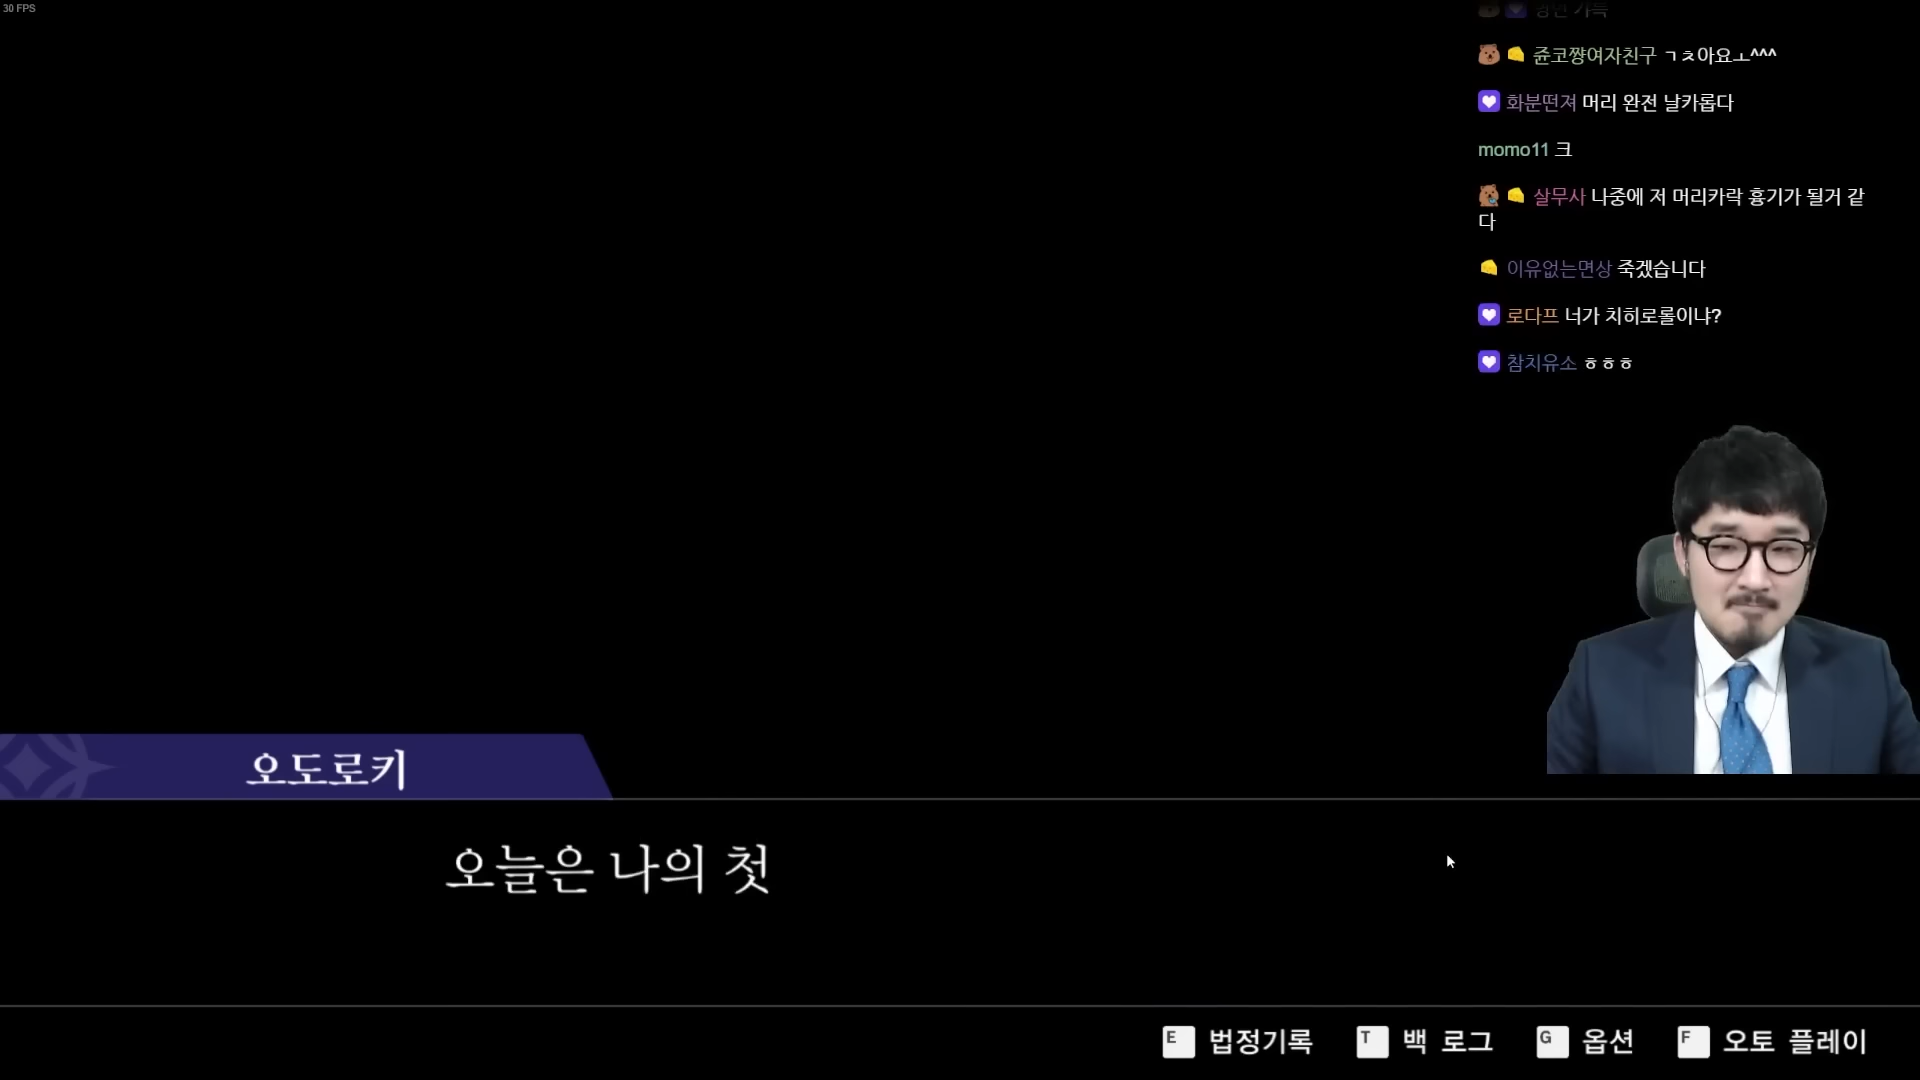 30 FPS
쥰코쨩여자친구 ㄱㅊ아요ㅗ^^^
화분떤져 머리 완전 날카롭다
momo11 크
살무사 나중에 저 머리카락 흉기가 될거 같
다
이유없는면상 죽겠습니다
로다프 너가 치히로롤이냐?
참치유소 ㅎㅎㅎ
오도로키
오늘은 나의 첫
E 법정기록 T 백 로그 G 옵션 F 오토 플레이